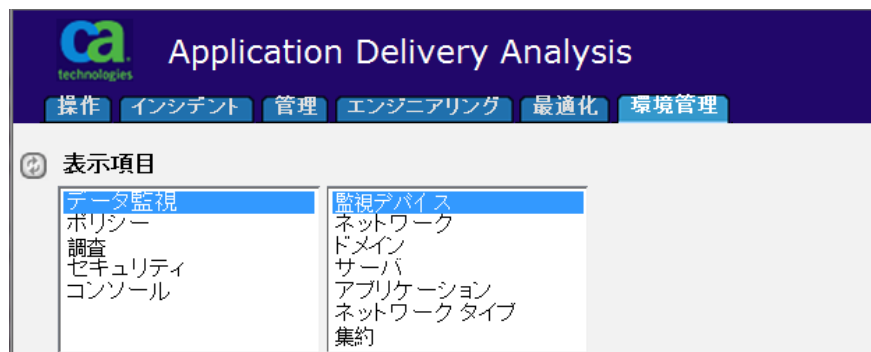 ca.
technologies
Application Delivery Analysis
操作 インシデント 管理 エンジニアリング 最適化 環境管理
表示項目
データ監視
ポリシー
調査
セキュリティ
コンソール
監視デバイス
ネットワーク
ドメイン
サーバ
アプリケーション
ネットワーク タイプ
集約